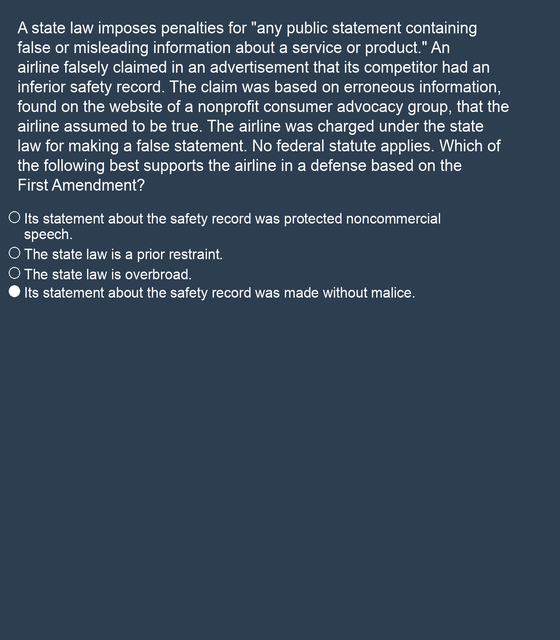 A state law imposes penalties for "any public statement containing
false or misleading information about a service or product." An
airline falsely claimed in an advertisement that its competitor had an
inferior safety record. The claim was based on erroneous information,
found on the website of a nonprofit consumer advocacy group, that the
airline assumed to be true. The airline was charged under the state
law for making a false statement. No federal statute applies. Which of
the following best supports the airline in a defense based on the
First Amendment?
Its statement about the safety record was protected noncommercial
speech.
The state law is a prior restraint.
The state law is overbroad.
Its statement about the safety record was made without malice.